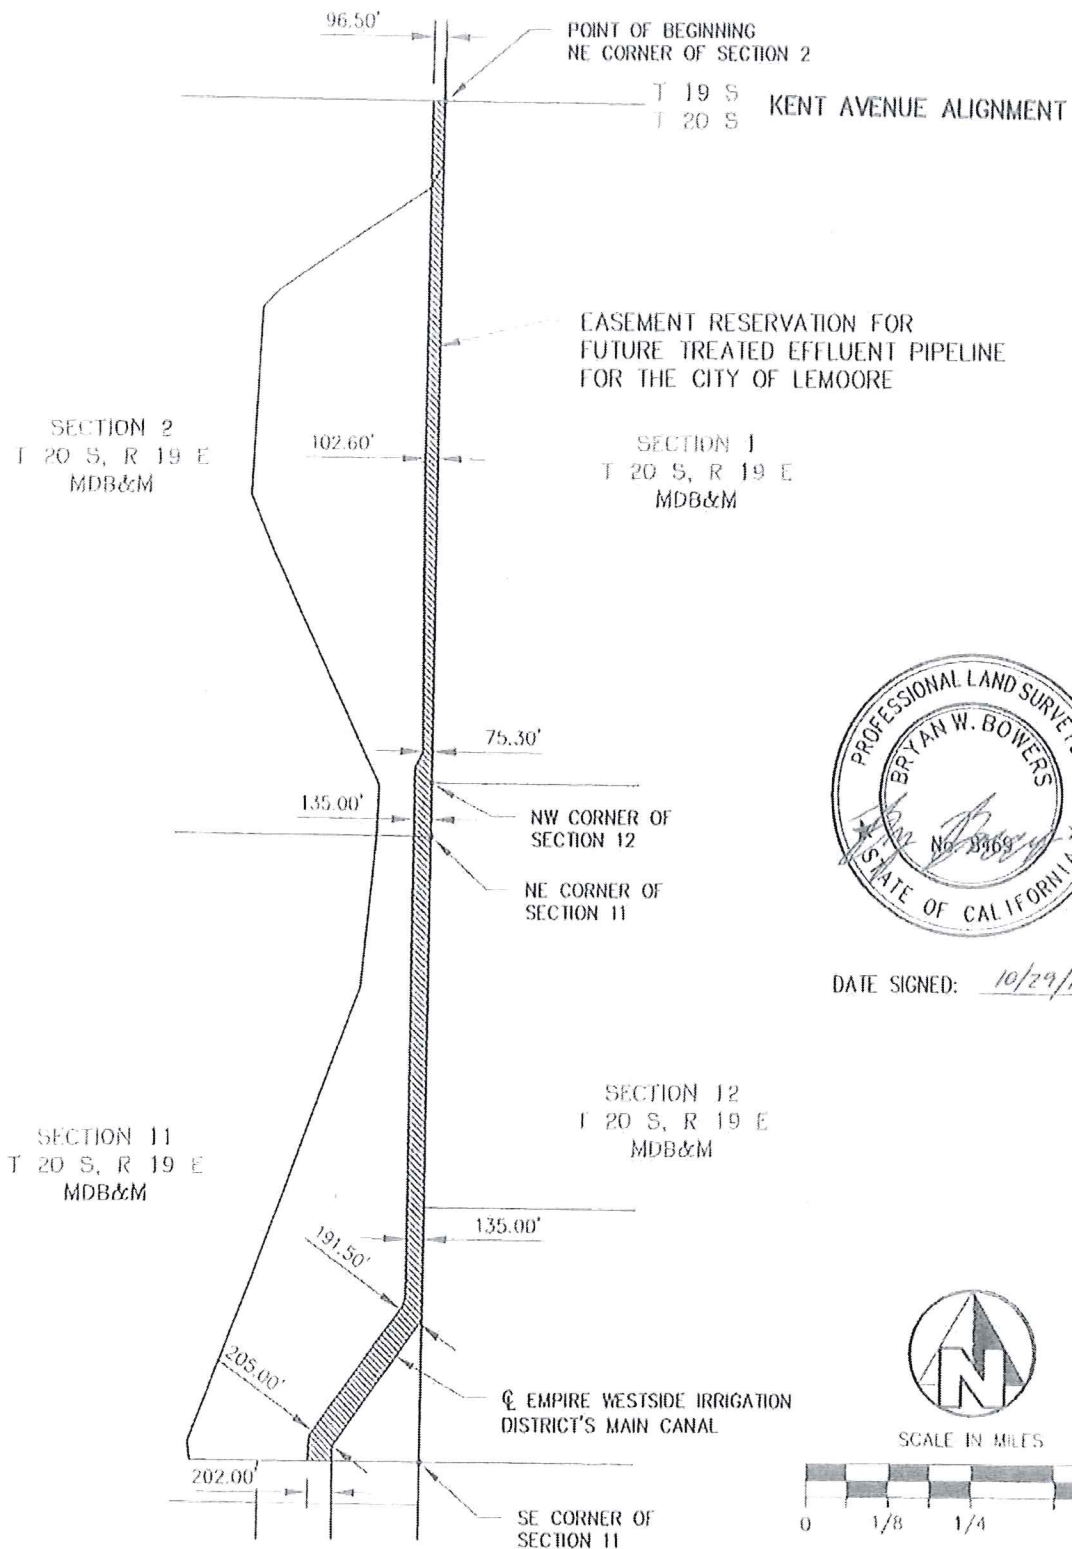 96.50'
POINT OF BEGINNING
NE CORNER OF SECTION 2
T 19 S
T 20 S
KENT AVENUE ALIGNMENT
EASEMENT RESERVATION FOR
FUTURE TREATED EFFLUENT PIPELINE
FOR THE CITY OF LEMOORE
SECTION 2
T 20 S, R 19 E
MDB&M
102.60'
SECTION 1
T 20 S, R 19 E
MDB&M
75.30'
135.00'
NW CORNER OF
SECTION 12
NE CORNER OF
SECTION 11
PROFESSIONAL LAND
BRYAN W. BOWERS
No. 8469
STATE OF CALIFORNIA
DATE SIGNED: 10/29/
SECTION 12
T 20 S, R 19 E
MDB&M
SECTION 11
T 20 S, R 19 E
MDB&M
135.00'
191.50'
205.00'
℄ EMPIRE WESTSIDE IRRIGATION
DISTRICT'S MAIN CANAL
202.00'
SE CORNER OF
SECTION 11
N
SCALE IN MILES
0 1/8 1/4